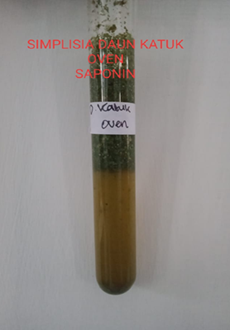 SIMPLISIA DAUN KATUK
OVEN
SAPONIN
D Katuk
oven